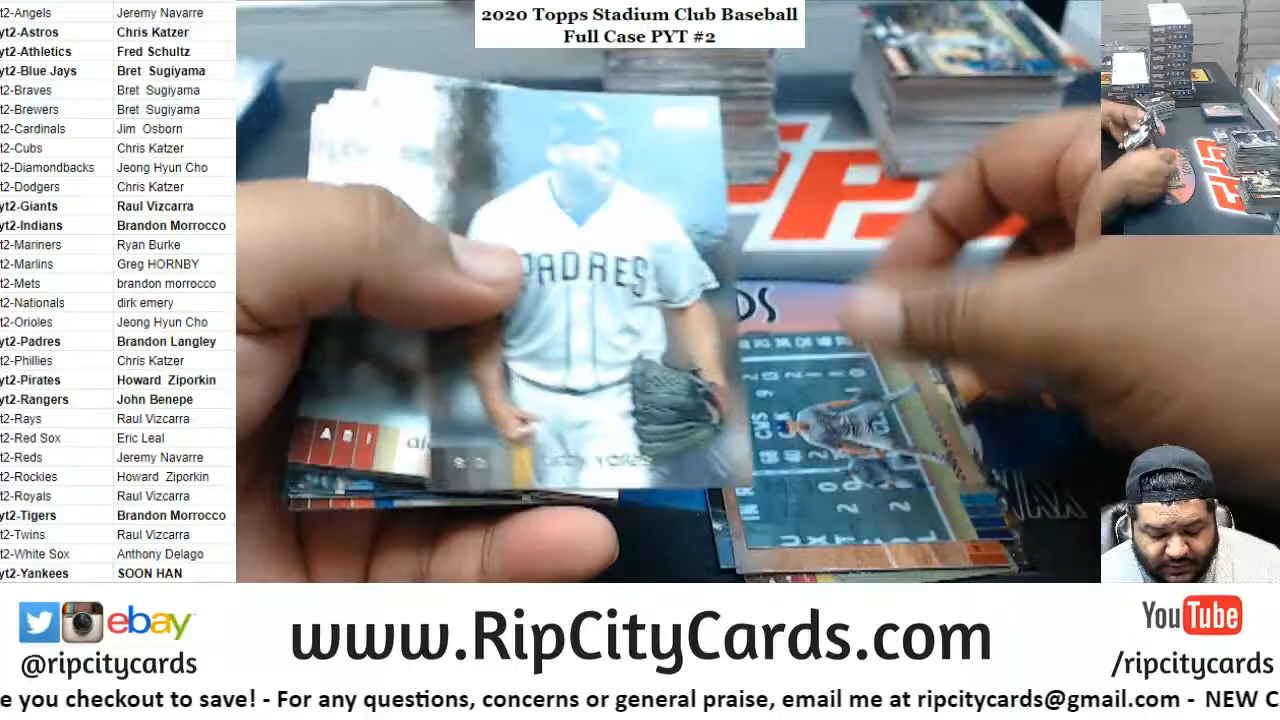 2020 Topps Stadium Club Baseball
Full Case PYT #2
t2-Angels Jeremy Navarre
yt2-Astros Chris Katzer
yt2-Athletics Fred Schultz
yt2-Blue Jays Bret Sugiyama
yt2-Braves Bret Sugiyama
yt2-Brewers Bret Sugiyama
t2-Cardinals Jim Osborn
t2-Cubs Chris Katzer
t2-Diamondbacks Jeong Hyun Cho
t2-Dodgers Chris Katzer
yt2-Giants Raul Vizcarra
yt2-Indians Brandon Morrocco
t2-Mariners Ryan Burke
t2-Marlins Greg HORNBY
yt2-Mets brandon morrocco
t2-Nationals dirk emery
t2-Orioles Jeong Hyun Cho
yt2-Padres Brandon Langley
t2-Phillies Chris Katzer
yt2-Pirates Howard Ziporkin
yt2-Rangers John Benepe
yt2-Rays Raul Vizcarra
t2-Red Sox Eric Leal
t2-Reds Jeremy Navarre
t2-Rockies Howard Ziporkin
t2-Royals Raul Vizcarra
yt2-Tigers Brandon Morrocco
t2-Twins Raul Vizcarra
t2-White Sox Anthony Delago
yt2-Yankees SOON HAN
PADRES
ARI
ebay
@ripcitycards
www.RipCityCards.com
YouTube
/ripcitycards
e you checkout to save! - For any questions, concerns or general praise, email me at ripcitycards@gmail.com - NEW C